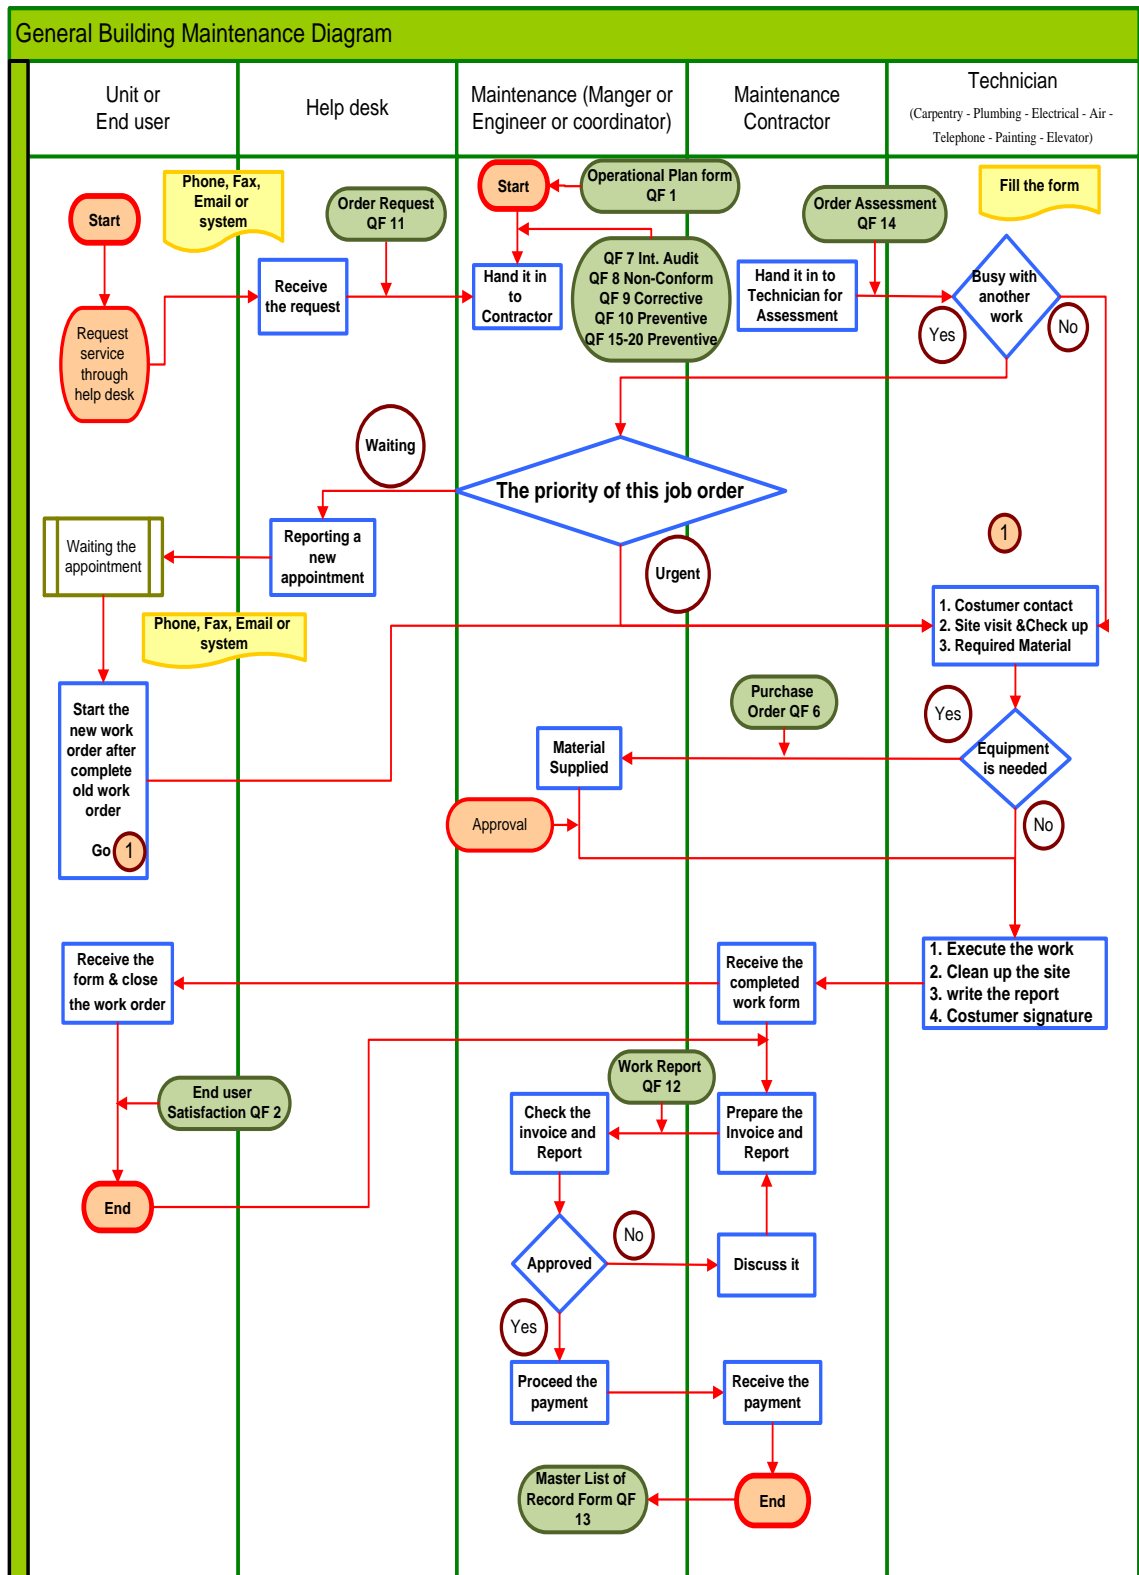 General Building Maintenance Diagram
Unit or
End user
Help desk
Maintenance (Manger or
Engineer or coordinator)
Maintenance
Contractor
Technician
(Carpentry - Plumbing - Electrical - Air -
Telephone - Painting - Elevator)
Start
Phone, Fax,
Email or
system
Order Request
QF 11
Start
Operational Plan form
QF 1
Order Assessment
QF 14
Fill the form
Request
service
through
help desk
Receive
the request
Hand it in
to
Contractor
QF 7 Int. Audit
QF 8 Non-Conform
QF 9 Corrective
QF 10 Preventive
QF 15-20 Preventive
Hand it in to
Technician for
Assessment
Busy with
another
work
Yes
No
Waiting
The priority of this job order
Waiting the
appointment
Reporting a
new
appointment
Urgent
1
1. Costumer contact
2. Site visit &Check up
3. Required Material
Phone, Fax, Email or
system
Start the
new work
order after
complete
old work
order
Go 1
Purchase
Order QF 6
Yes
Material
Supplied
Equipment
is needed
Approval
No
Receive the
form & close
the work order
Receive the
completed
work form
1. Execute the work
2. Clean up the site
3. write the report
4. Costumer signature
End user
Satisfaction QF 2
Work Report
QF 12
Check the
invoice and
Report
Prepare the
Invoice and
Report
End
Approved
No
Discuss it
Yes
Proceed the
payment
Receive the
payment
Master List of
Record Form QF
13
End